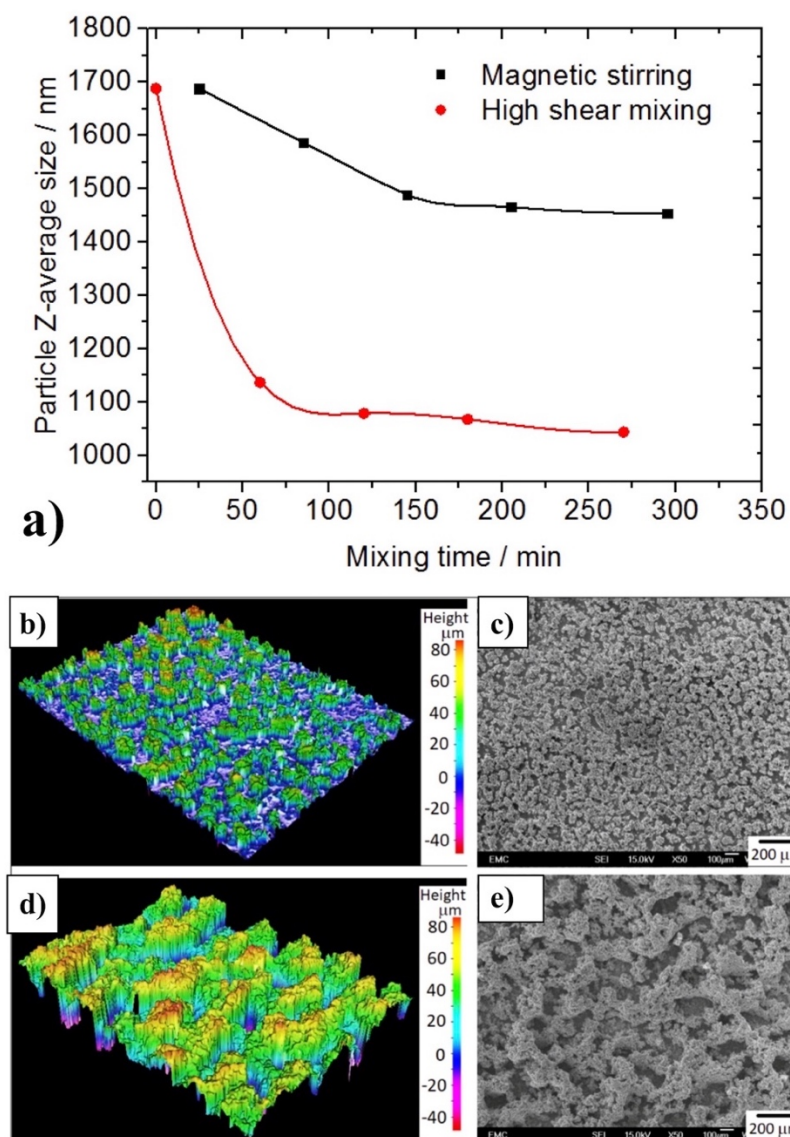 1800
1700
1600
1500
1400
1300
1200
1100
1000
Particle Z-average size / nm
Magnetic stirring
High shear mixing
0 50 100 150 200 250 300 350
Mixing time / min
a)
b)
Height
μm
80
60
40
20
0
-20
-40
c)
EMC SEI 15.0kV X50 100μm
200 μm
d)
Height
μm
80
60
40
20
0
-20
-40
e)
EMC SEI 15.0kV X50 100μm
200 μm